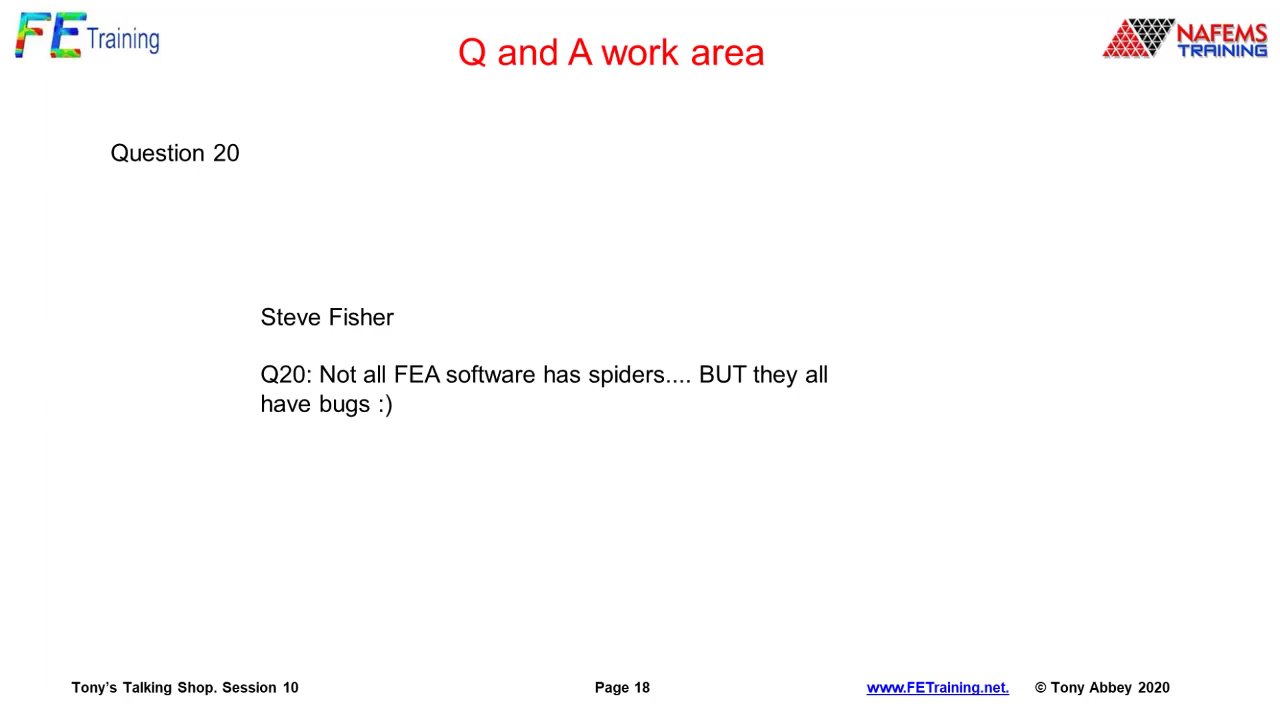 FE Training
Q and A work area
NAFEMS
TRAINING
Question 20
Steve Fisher
Q20: Not all FEA software has spiders.... BUT they all
have bugs :)
Tony’s Talking Shop. Session 10
Page 18
www.FETraining.net.
© Tony Abbey 2020